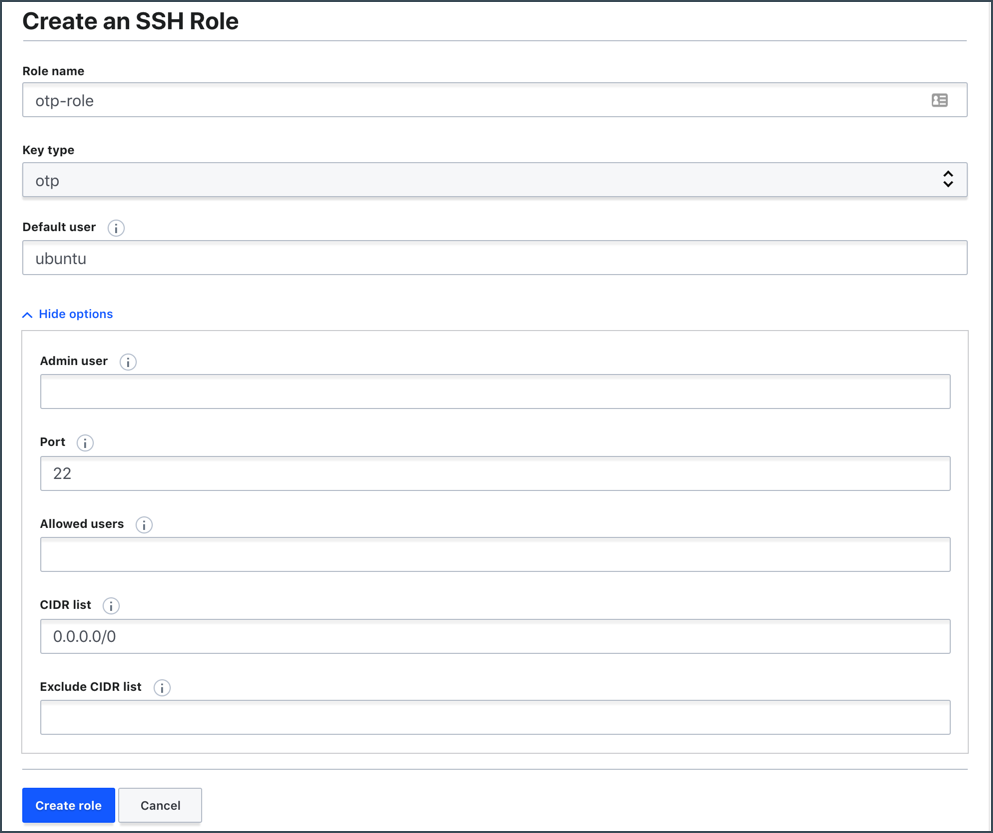 Create an SSH Role
Role name
otp-role
Key type
otp
Default user
ubuntu
Hide options
Admin user
Port
22
Allowed users
CIDR list
0.0.0.0/0
Exclude CIDR list
Create role
Cancel